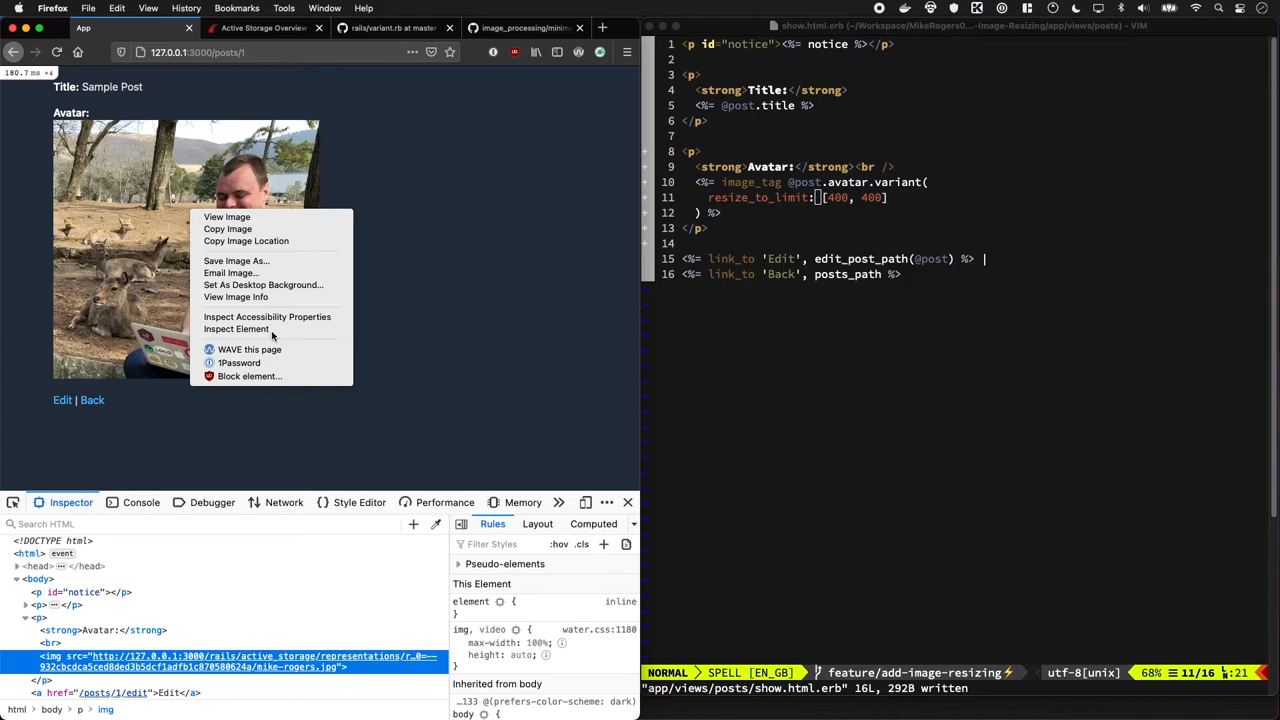 Firefox File Edit View History Bookmarks Tools Window Help
App
Active Storage Overview
rails/variant.rb at master
image_processing/minim
127.0.0.1:3000/posts/1
180.7 ms ×4
Title: Sample Post
Avatar:
View Image
Copy Image
Copy Image Location
Save Image As...
Email Image...
Set As Desktop Background...
View Image Info
Inspect Accessibility Properties
Inspect Element
WAVE this page
1Password
Block element...
LOCO
Edit | Back
Inspector Console Debugger Network Style Editor Performance Memory
Search HTML
<!DOCTYPE html>
<html> event
<head> ··· </head>
<body>
<p id="notice"></p>
<p> ··· </p>
<p>
<strong>Avatar:</strong>
<br>
<img src="http://127.0.0.1:3000/rails/active_storage/representations/r…0=--
932cbcdca5ced8ded3b5dcf1adfb1c870580624a/mike-rogers.jpg">
</p>
<a href="/posts/1/edit">Edit</a>
html > body > p > img
Rules Layout Computed
Filter Styles :hov .cls
Pseudo-elements
This Element
element { inline
}
img, video { water.css:1180
max-width: 100%;
height: auto;
}
Inherited from body
…133 @(prefers-color-scheme: dark)
body {
show.html.erb (~/Workspace/MikeRogers0...-Image-Resizing/app/views/posts) - VIM
1 <p id="notice"><%= notice %></p>
2
3 <p>
4 <strong>Title:</strong>
5 <%= @post.title %>
6 </p>
7
8 <p>
9 <strong>Avatar:</strong><br />
10 <%= image_tag @post.avatar.variant(
11 resize_to_limit: [400, 400]
12 ) %>
13 </p>
14
15 <%= link_to 'Edit', edit_post_path(@post) %> |
16 <%= link_to 'Back', posts_path %>
NORMAL SPELL [EN_GB] feature/add-image-resizing⚡ utf-8[unix] 68% ☰ 11/16 :21
"app/views/posts/show.html.erb" 16L, 292B written